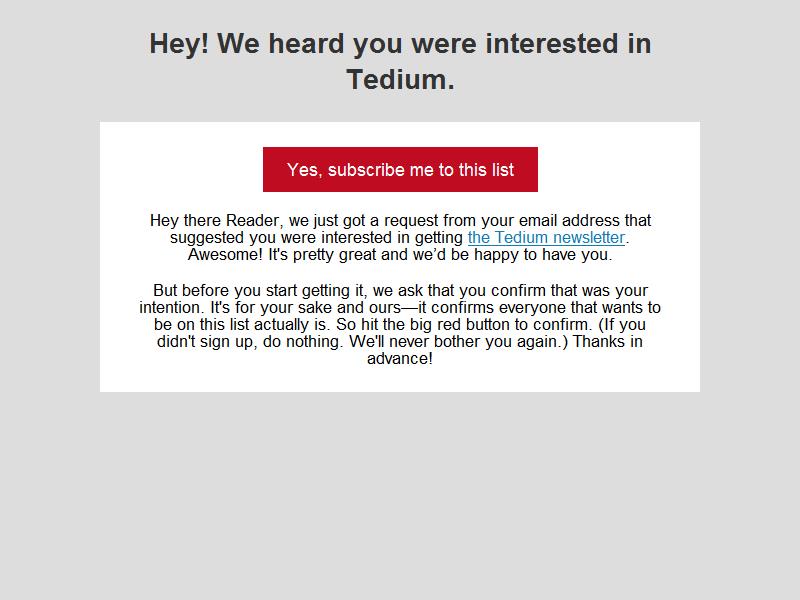 Hey! We heard you were interested in
Tedium.
Yes, subscribe me to this list
Hey there Reader, we just got a request from your email address that
suggested you were interested in getting the Tedium newsletter.
Awesome! It's pretty great and we’d be happy to have you.
But before you start getting it, we ask that you confirm that was your
intention. It's for your sake and ours—it confirms everyone that wants to
be on this list actually is. So hit the big red button to confirm. (If you
didn't sign up, do nothing. We'll never bother you again.) Thanks in
advance!